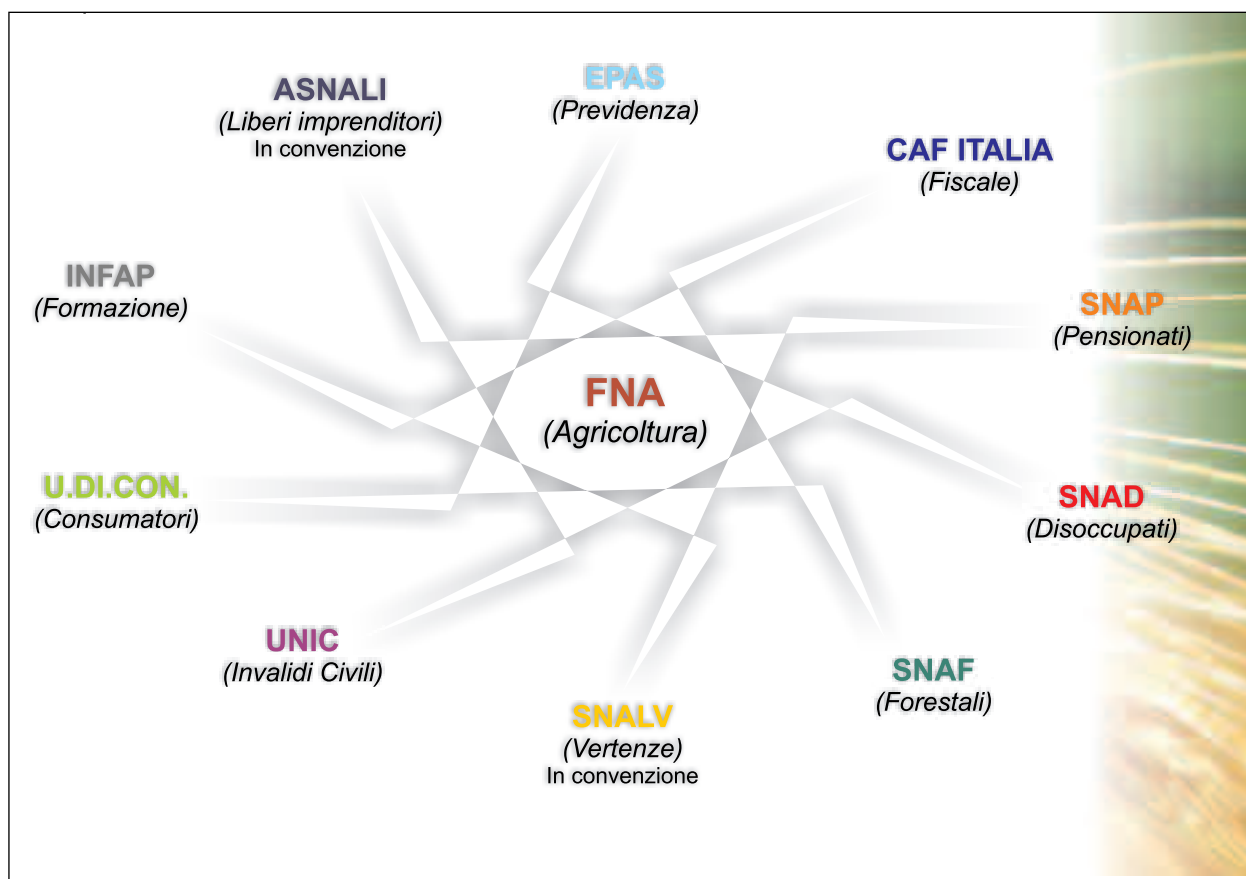 ASNALI
(Liberi imprenditori)
In convenzione
EPAS
(Previdenza)
CAF ITALIA
(Fiscale)
INFAP
(Formazione)
SNAP
(Pensionati)
FNA
(Agricoltura)
U.DI.CON.
(Consumatori)
SNAD
(Disoccupati)
UNIC
(Invalidi Civili)
SNALV
(Vertenze)
In convenzione
SNAF
(Forestali)